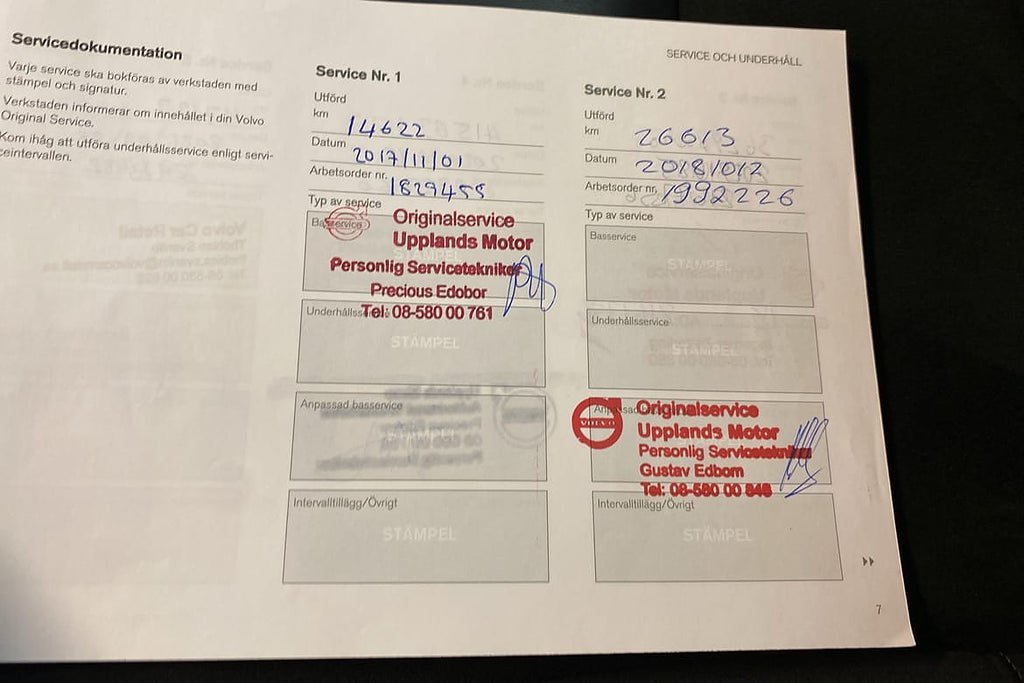 Servicedokumentation
Varje service ska bokföras av verkstaden med
stämpel och signatur.
Verkstaden informerar om innehållet i din Volvo
Original Service.
Kom ihåg att utföra underhållsservice enligt servi-
ceintervallen.
Service Nr. 1
Utförd
km 14622
Datum 2017/11/01
Arbetsorder nr. 1829455
Typ av service
Basservice
Originalservice
Upplands Motor
STÄMPEL
Personlig Servicetekniker
Precious Edobor
Underhållsservice
Tel: 08-580 00 761
STÄMPEL
Anpassad basservice
STÄMPEL
Intervalltillägg/Övrigt
STÄMPEL
SERVICE OCH UNDERHÅLL
Service Nr. 2
Utförd
km 26613
Datum 2018/012
Arbetsorder nr. 1992226
Typ av service
Basservice
STÄMPEL
Underhållsservice
STÄMPEL
VOLVO
Originalservice
Upplands Motor
Personlig Servicetekniker
Gustav Edbom
Tel: 08-580 00 846
Intervalltillägg/Övrigt
STÄMPEL
7